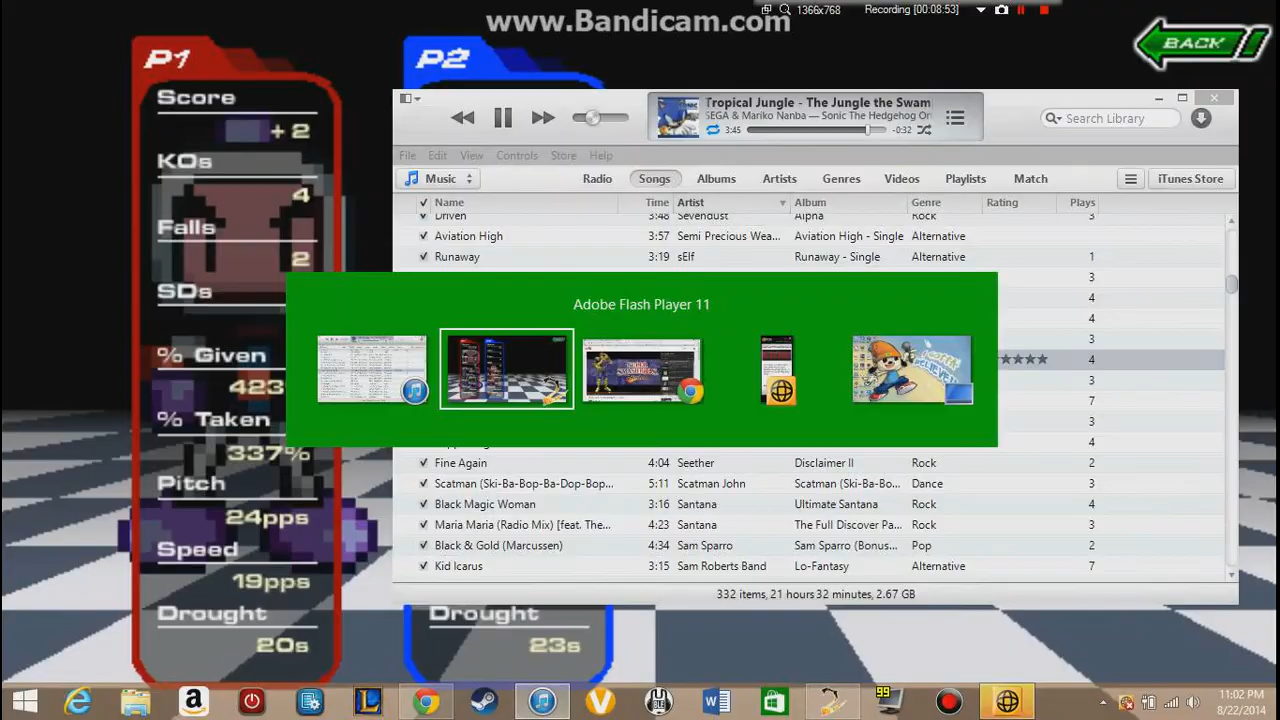 www.Bandicam.com
1366x768
Recording [00:08:53]
P1
P2
BACK
Score
+ 2
KOs
4
Falls
2
SDs
% Given
423
% Taken
337%
Pitch
24pps
Speed
19pps
Drought
20s
Drought
23s
Tropical Jungle - The Jungle the Swam
SEGA & Mariko Nanba — Sonic The Hedgehog Or
3:45
-0:32
Search Library
File Edit View Controls Store Help
Music
Radio Songs Albums Artists Genres Videos Playlists Match
iTunes Store
Name Time Artist Album Genre Rating Plays
Driven 3:48 Sevendust Alpha Rock 3
Aviation High 3:57 Semi Precious Wea... Aviation High - Single Alternative
Runaway 3:19 sElf Runaway - Single Alternative 1
3
4
4
3
★★★★ 4
3
7
3
4
Adobe Flash Player 11
Fine Again 4:04 Seether Disclaimer II Rock 2
Scatman (Ski-Ba-Bop-Ba-Dop-Bop... 5:11 Scatman John Scatman (Ski-Ba-Bo... Dance 3
Black Magic Woman 3:16 Santana Ultimate Santana Rock 4
Maria Maria (Radio Mix) [feat. The... 4:23 Santana The Full Discover Pa... Rock 3
Black & Gold (Marcussen) 4:34 Sam Sparro Sam Sparro (Bonus... Pop 2
Kid Icarus 3:15 Sam Roberts Band Lo-Fantasy Alternative 7
332 items, 21 hours 32 minutes, 2.67 GB
99
11:02 PM
8/22/2014